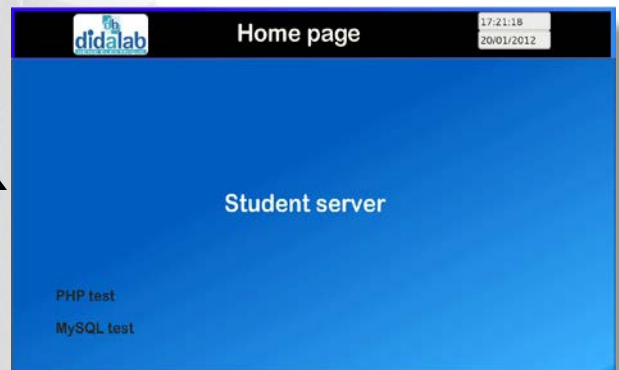 didalab
Home page
17:21:18
20/01/2012
Student server
PHP test
MySQL test